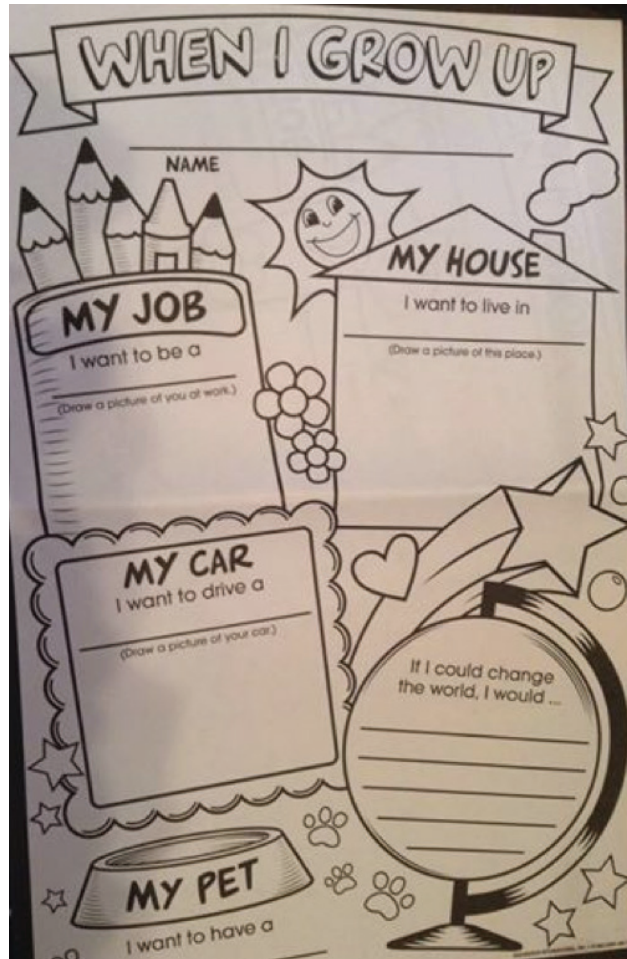 WHEN I GROW UP
NAME
MY JOB
I want to be a
(Draw a picture of you at work.)
MY HOUSE
I want to live in
(Draw a picture of this place.)
MY CAR
I want to drive a
(Draw a picture of your car.)
If I could change
the world, I would ...
MY PET
I want to have a